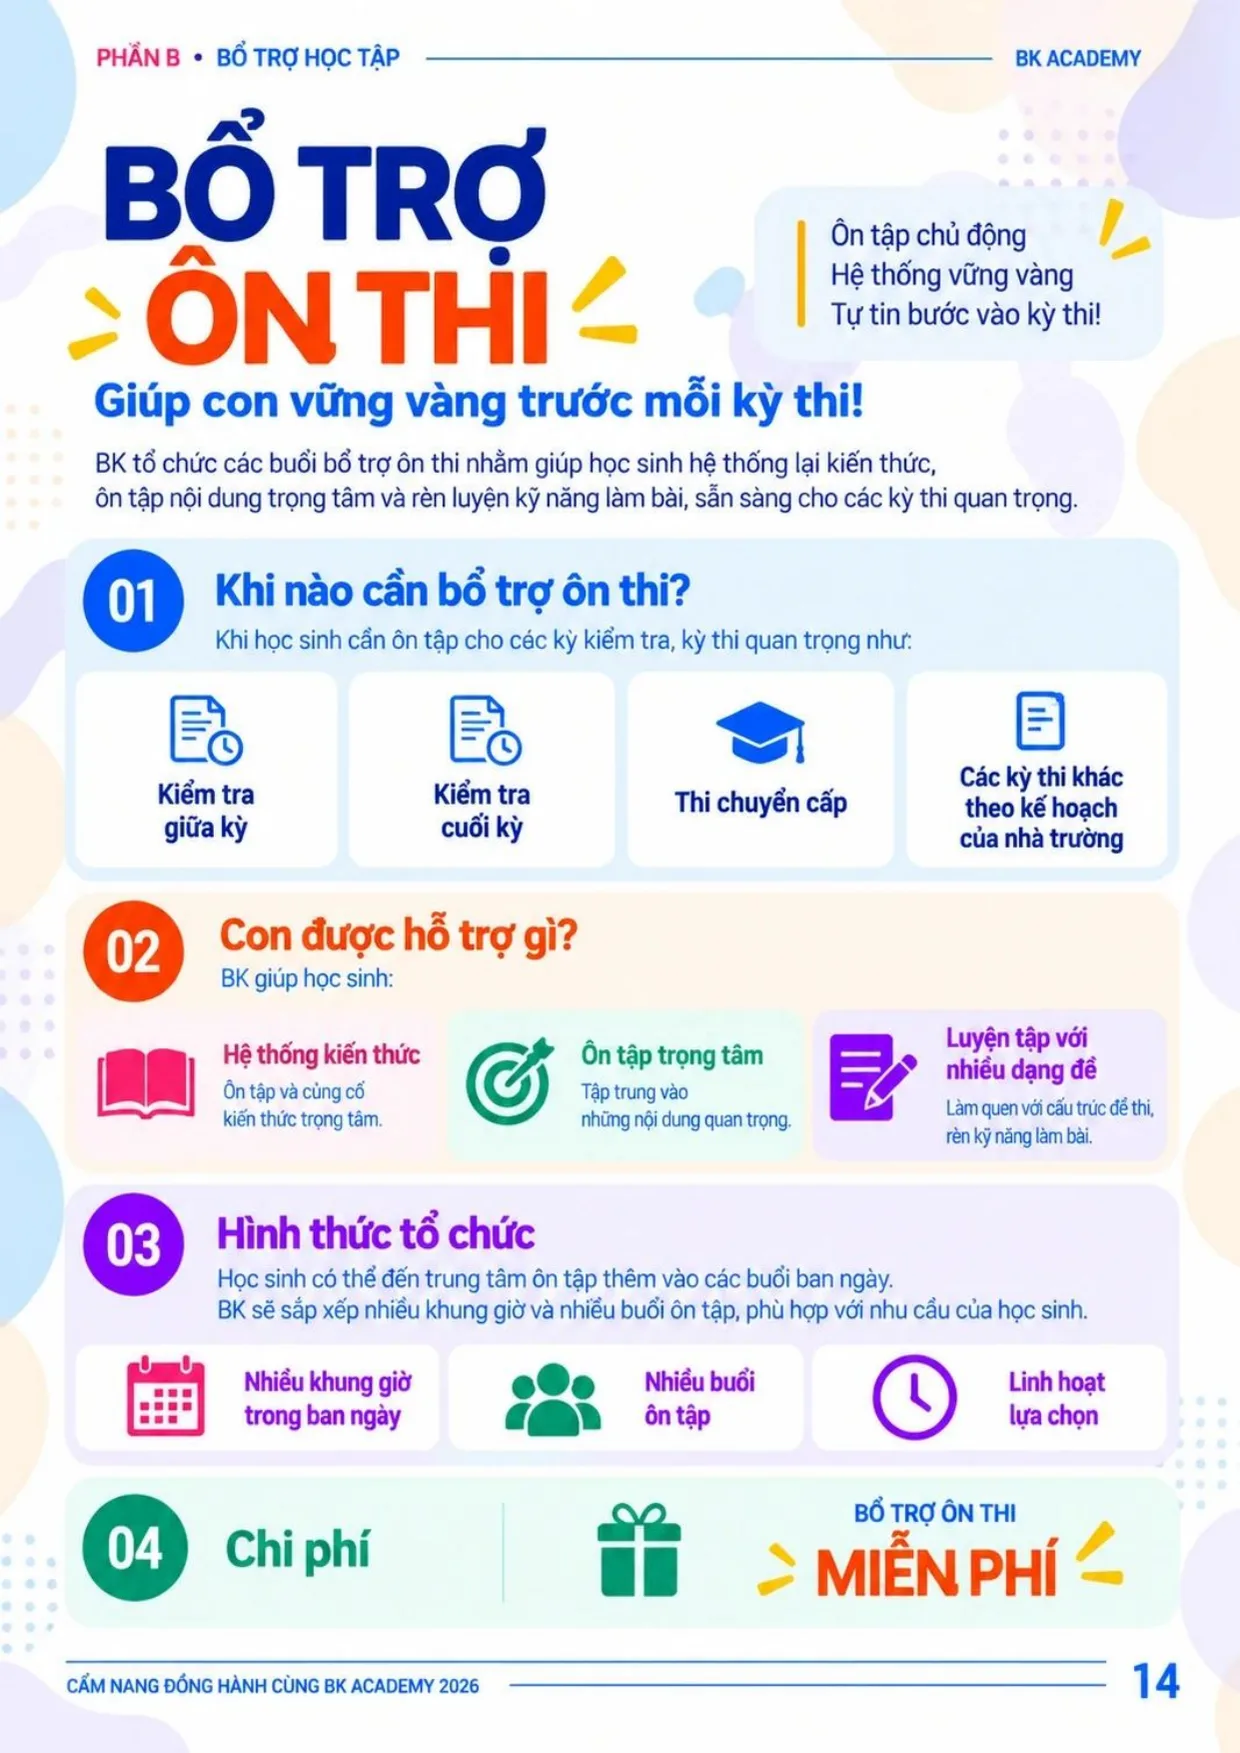 PHẦN B • BỔ TRỢ HỌC TẬP
BK ACADEMY
BỔ TRỢ
ÔN THI
Ôn tập chủ động
Hệ thống vững vàng
Tự tin bước vào kỳ thi!
Giúp con vững vàng trước mỗi kỳ thi!
BK tổ chức các buổi bổ trợ ôn thi nhằm giúp học sinh hệ thống lại kiến thức,
ôn tập nội dung trọng tâm và rèn luyện kỹ năng làm bài, sẵn sàng cho các kỳ thi quan trọng.
01
Khi nào cần bổ trợ ôn thi?
Khi học sinh cần ôn tập cho các kỳ kiểm tra, kỳ thi quan trọng như:
Kiểm tra
giữa kỳ
Kiểm tra
cuối kỳ
Thi chuyển cấp
Các kỳ thi khác
theo kế hoạch
của nhà trường
02
Con được hỗ trợ gì?
BK giúp học sinh:
Hệ thống kiến thức
Ôn tập và củng cố
kiến thức trọng tâm.
Ôn tập trọng tâm
Tập trung vào
những nội dung quan trọng.
Luyện tập với
nhiều dạng đề
Làm quen với cấu trúc đề thi,
rèn kỹ năng làm bài.
03
Hình thức tổ chức
Học sinh có thể đến trung tâm ôn tập thêm vào các buổi ban ngày.
BK sẽ sắp xếp nhiều khung giờ và nhiều buổi ôn tập, phù hợp với nhu cầu của học sinh.
Nhiều khung giờ
trong ban ngày
Nhiều buổi
ôn tập
Linh hoạt
lựa chọn
04
Chi phí
BỔ TRỢ ÔN THI
MIỄN PHÍ
CẨM NANG ĐỒNG HÀNH CÙNG BK ACADEMY 2026
14